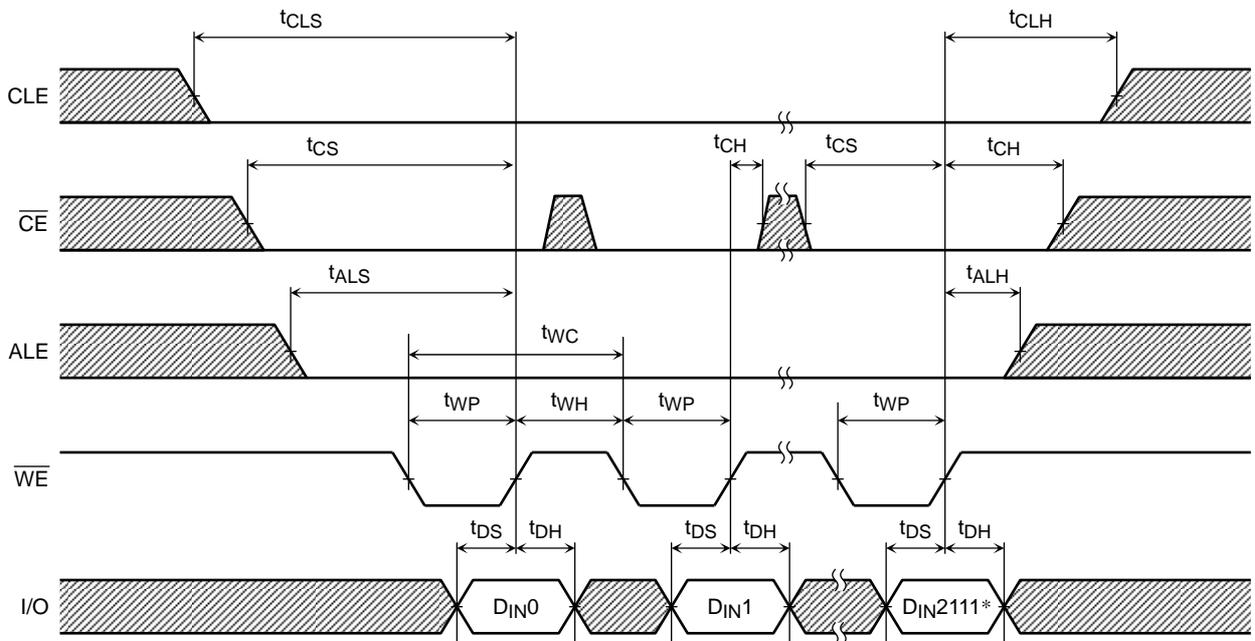 tCLS
tCLH
CLE
tCS
tCH
tCS
tCH
CE
tALS
tALH
ALE
tWC
tWP
tWH
tWP
tWP
WE
tDS
tDH
tDS
tDH
tDS
tDH
I/O
DIN0
DIN1
DIN2111*